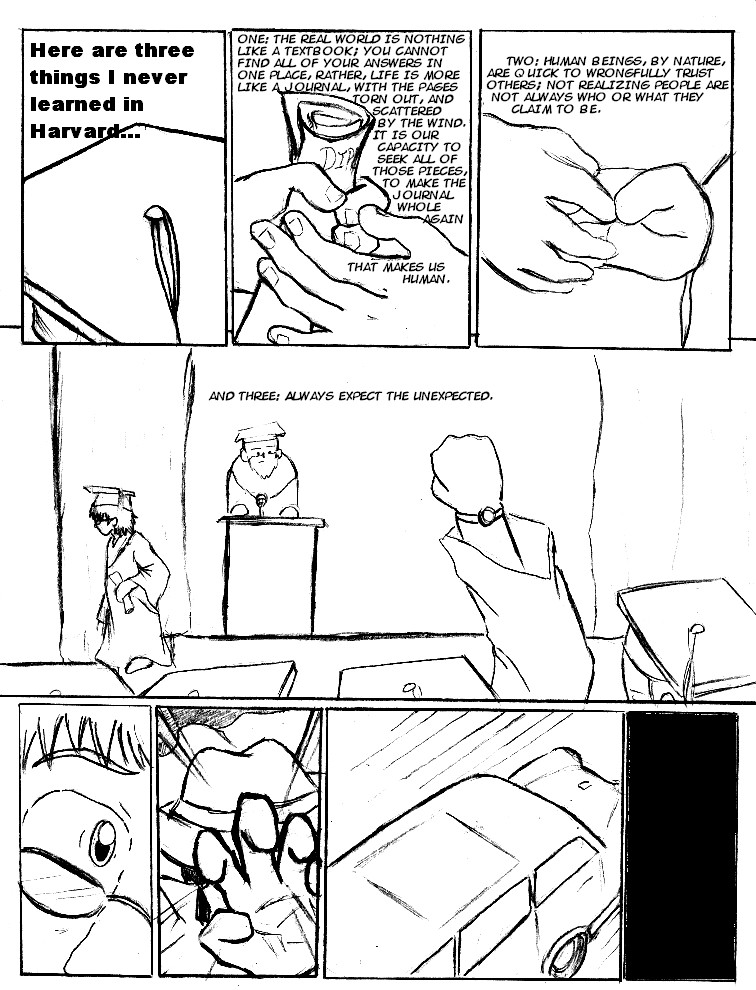 Here are three
things I never
learned in
Harvard...
ONE: THE REAL WORLD IS NOTHING
LIKE A TEXTBOOK; YOU CANNOT
FIND ALL OF YOUR ANSWERS IN
ONE PLACE, RATHER, LIFE IS MORE
LIKE A JOURNAL, WITH THE PAGES
TORN OUT, AND
SCATTERED
BY THE WIND.
IT IS OUR
CAPACITY TO
SEEK ALL OF
THOSE PIECES,
TO MAKE THE
JOURNAL
WHOLE
AGAIN
THAT MAKES US
HUMAN.
DIP
TWO: HUMAN BEINGS, BY NATURE,
ARE QUICK TO WRONGFULLY TRUST
OTHERS; NOT REALIZING PEOPLE ARE
NOT ALWAYS WHO OR WHAT THEY
CLAIM TO BE.
AND THREE: ALWAYS EXPECT THE UNEXPECTED.